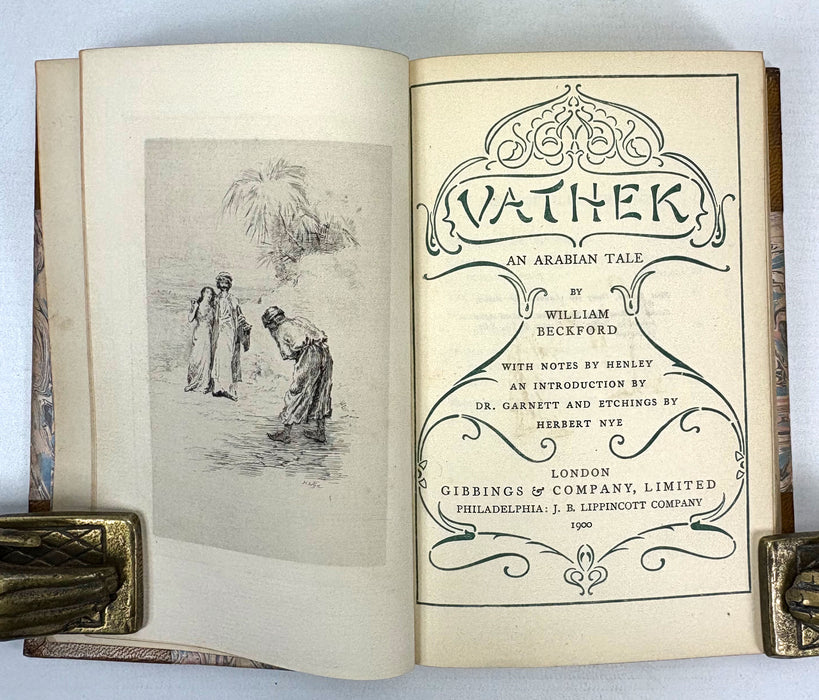 VATHEK
AN ARABIAN TALE
BY
WILLIAM
BECKFORD
WITH NOTES BY HENLEY
AN INTRODUCTION BY
DR. GARNETT AND ETCHINGS BY
HERBERT NYE
LONDON
GIBBINGS & COMPANY, LIMITED
PHILADELPHIA: J. B. LIPPINCOTT COMPANY
1900